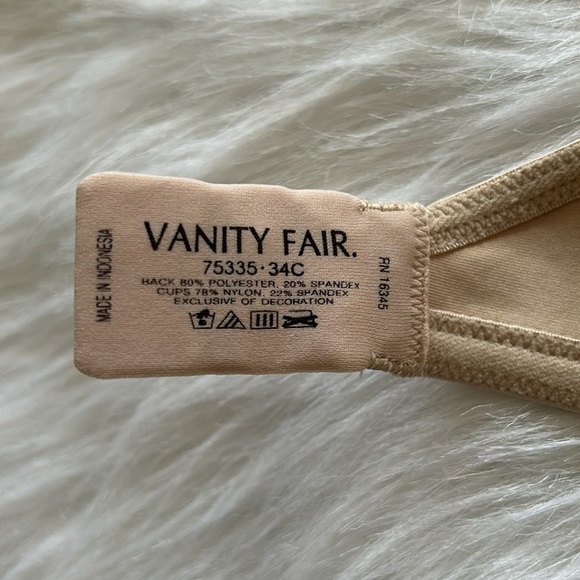 VANITY FAIR.
75335·34C
BACK 80% POLYESTER, 20% SPANDEX
CUPS 78% NYLON, 22% SPANDEX
EXCLUSIVE OF DECORATION
MADE IN INDONESIA
RN 16345